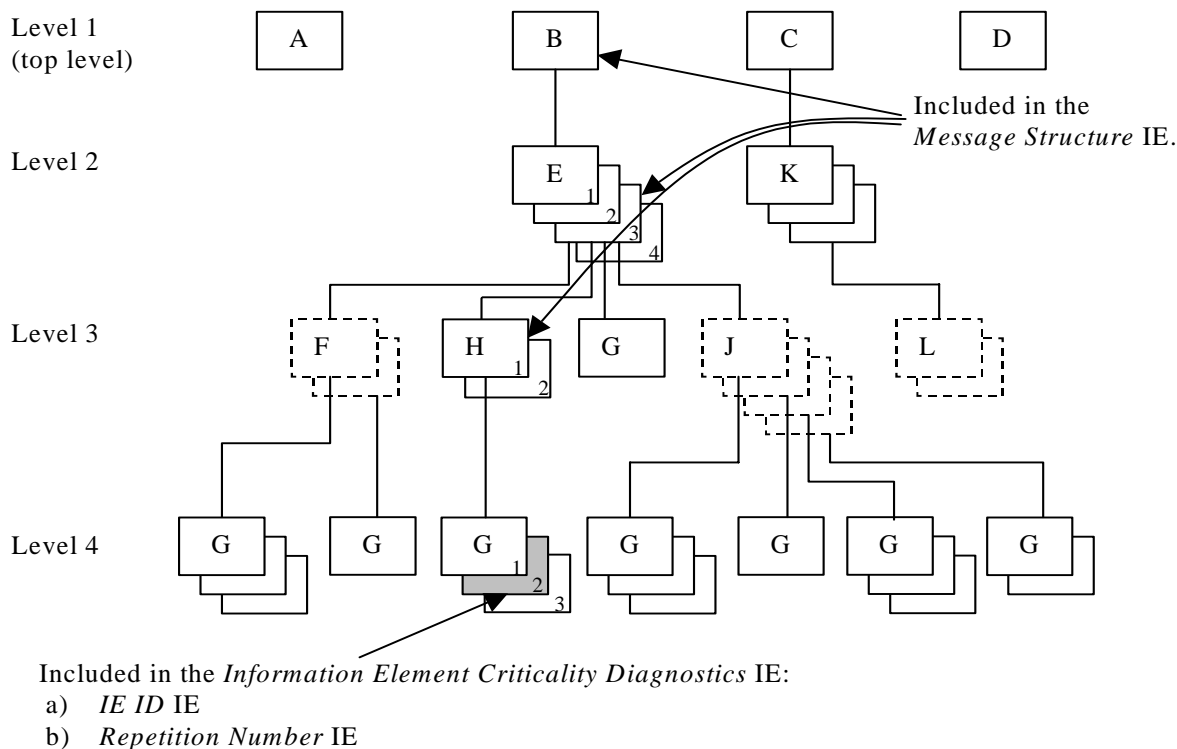 Level 1
(top level)
A
B
C
D
Included in the
Message Structure IE.
Level 2
E
1
2
3
4
K
Level 3
F
H
1
2
G
J
L
Level 4
G
G
G
1
2
3
G
G
G
G
Included in the Information Element Criticality Diagnostics IE:
a) IE ID IE
b) Repetition Number IE